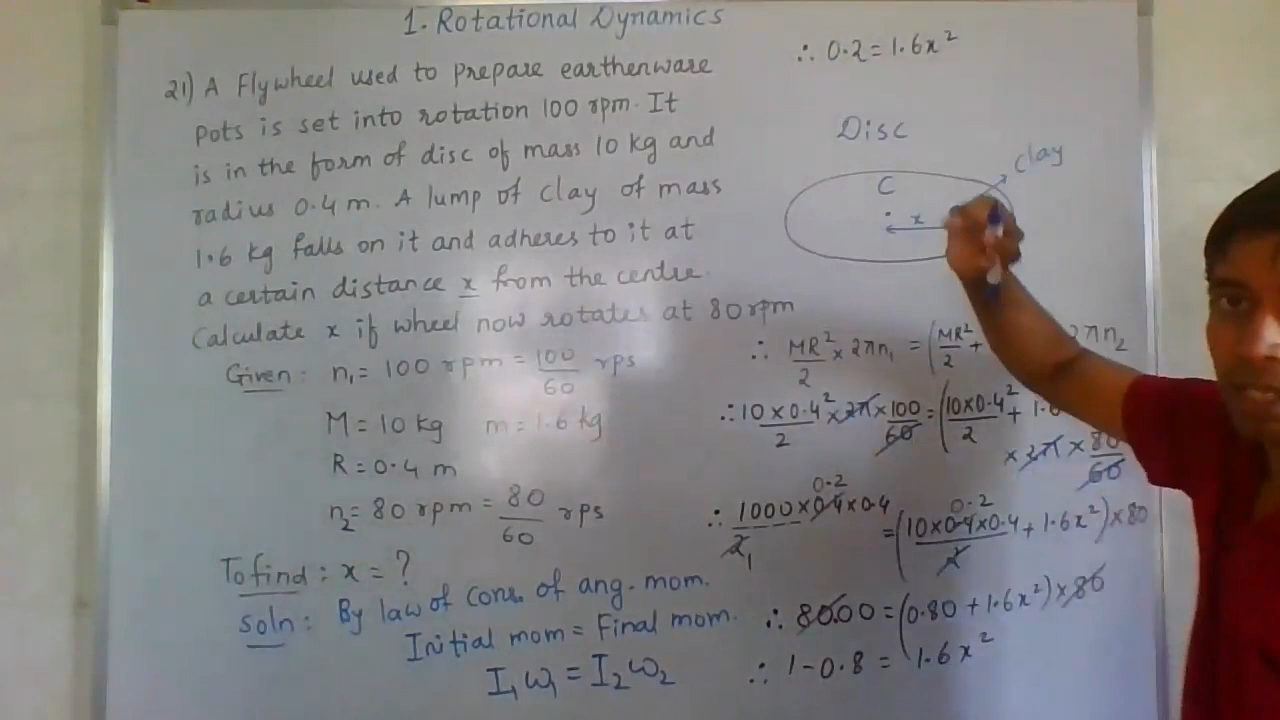 1. Rotational Dynamics
21) A Flywheel used to prepare earthenware
pots is set into rotation 100 rpm. It
is in the form of disc of mass 10 kg and
radius 0.4 m. A lump of clay of mass
1.6 kg falls on it and adheres to it at
a certain distance x from the centre.
Calculate x if wheel now rotates at 80 rpm
Given: n₁ = 100 rpm = 100/60 rps
M = 10 kg m = 1.6 kg
R = 0.4 m
n₂ = 80 rpm = 80/60 rps
To find: x = ?
Soln: By law of cons. of ang. mom.
Initial mom = Final mom.
I₁ω₁ = I₂ω₂
∴ 0.2 = 1.6x²
Disc
clay
C
x
∴ MR²/2 × 2πn₁ = (MR²/2 + 2πn₂
∴ 10 × 0.4²/2 × 2π × 100/60 = (10×0.4²/2 + 1.6
× 2π × 80/60
0.2 0.2
∴ 1000 × 0.4 × 0.4/2 1 = (10×0.4×0.4/2 + 1.6x²) × 80
∴ 80.00 = (0.80 + 1.6x²) × 80
∴ 1 - 0.8 = 1.6x²